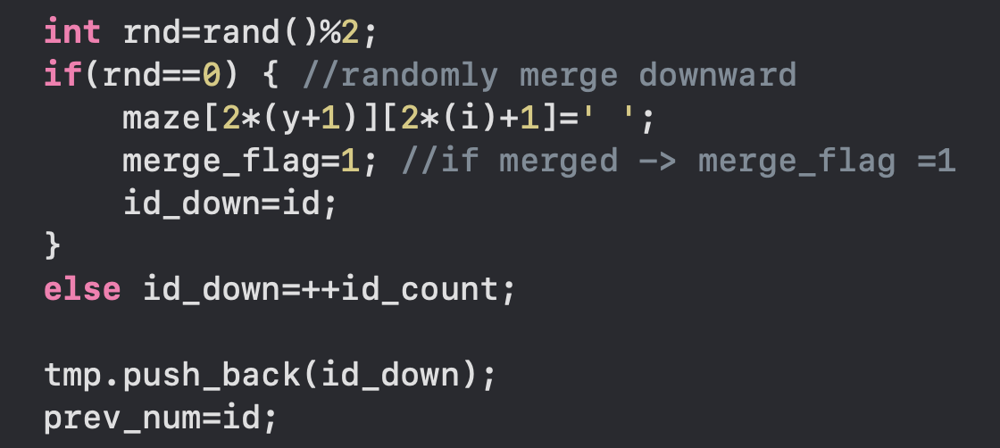 int rnd=rand()%2;
if(rnd==0) { //randomly merge downward
    maze[2*(y+1)][2*(i)+1]=' ';
    merge_flag=1; //if merged -> merge_flag =1
    id_down=id;
}
else id_down=++id_count;

tmp.push_back(id_down);
prev_num=id;